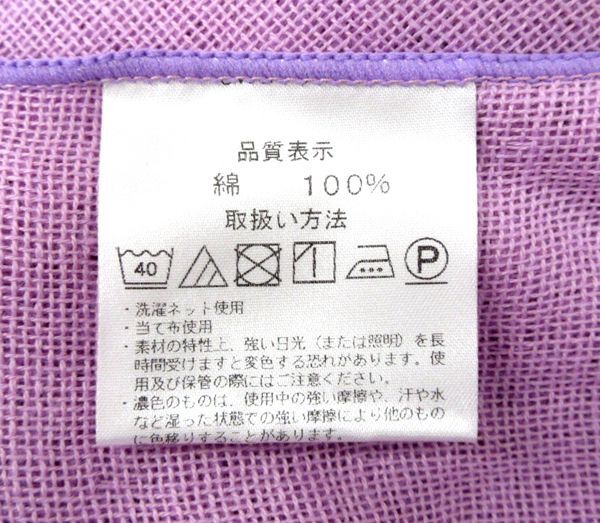 品質表示
綿 100%
取扱い方法
40 P
・洗濯ネット使用
・当て布使用
・素材の特性上、強い日光（または照明）を長
時間受けますと変色する恐れがあります。使
用及び保管の際にはご注意ください。
・濃色のものは、使用中の強い摩擦や、汗や水
など湿った状態での強い摩擦により他のもの
に色移りすることがあります。